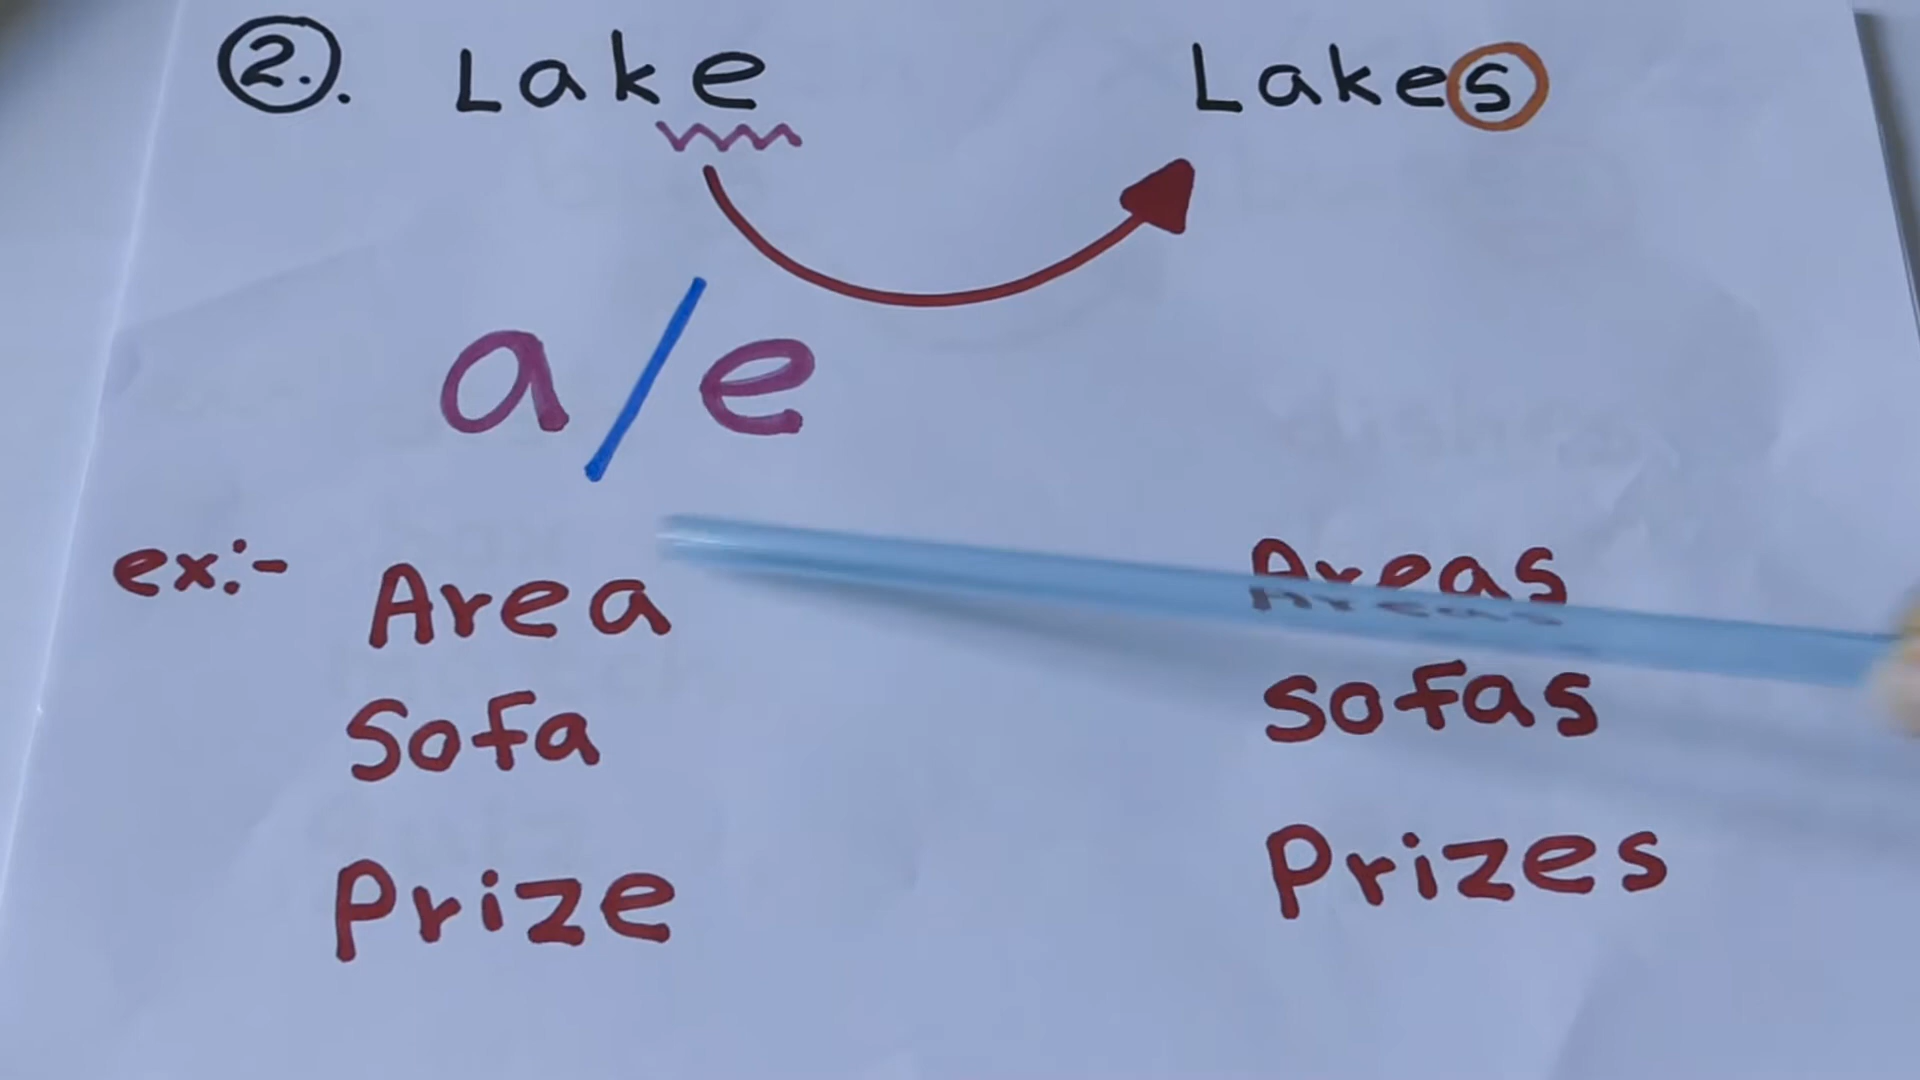 2. Lake Lakes
a/e
ex:- Area Areas
Sofa sofas
Prize Prizes